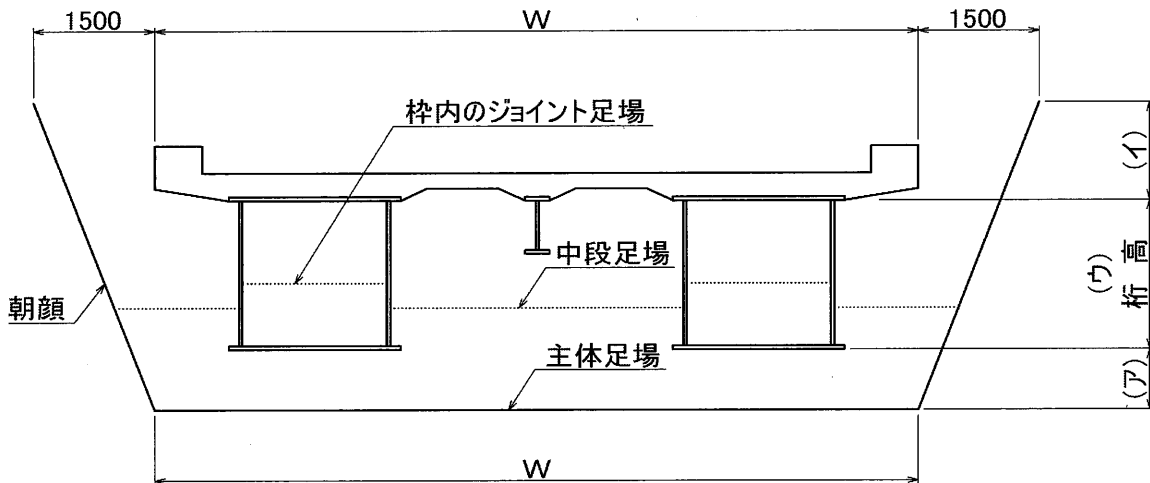 1500
W
1500
枠内のジョイント足場
(イ)
中段足場
(ウ)
桁高
朝顔
主体足場
(ア)
W